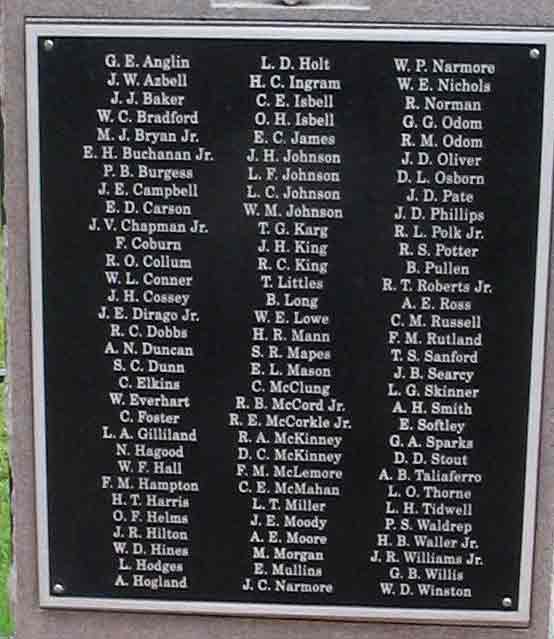 G. E. Anglin
J. W. Azbell
J. J. Baker
W. C. Bradford
M. J. Bryan Jr.
E. H. Buchanan Jr.
P. B. Burgess
J. E. Campbell
E. D. Carson
J. V. Chapman Jr.
F. Coburn
R. O. Collum
W. L. Conner
J. H. Cossey
J. E. Dirago Jr.
R. C. Dobbs
A. N. Duncan
S. C. Dunn
C. Elkins
W. Everhart
C. Foster
L. A. Gilliland
N. Hagood
W. F. Hall
F. M. Hampton
H. T. Harris
O. F. Helms
J. R. Hilton
W. D. Hines
L. Hodges
A. Hogland
L. D. Holt
H. C. Ingram
C. E. Isbell
O. H. Isbell
E. C. James
J. H. Johnson
L. F. Johnson
L. C. Johnson
W. M. Johnson
T. G. Karg
J. H. King
R. C. King
T. Littles
B. Long
W. E. Lowe
H. R. Mann
S. R. Mapes
E. L. Mason
C. McClung
R. B. McCord Jr.
R. E. McCorkle Jr.
R. A. McKinney
D. C. McKinney
F. M. McLemore
C. E. McMahan
L. T. Miller
J. E. Moody
A. E. Moore
M. Morgan
E. Mullins
J. C. Narmore
W. P. Narmore
W. E. Nichols
R. Norman
G. G. Odom
R. M. Odom
J. D. Oliver
D. L. Osborn
J. D. Pate
J. D. Phillips
R. L. Polk Jr.
R. S. Potter
B. Pullen
R. T. Roberts Jr.
A. E. Ross
C. M. Russell
F. M. Rutland
T. S. Sanford
J. B. Searcy
L. G. Skinner
A. H. Smith
E. Softley
G. A. Sparks
D. D. Stout
A. B. Taliaferro
L. O. Thorne
L. H. Tidwell
P. S. Waldrep
H. B. Waller Jr.
J. R. Williams Jr.
G. B. Willis
W. D. Winston